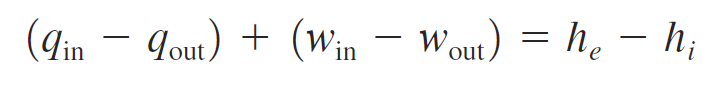 (q_in − q_out) + (w_in − w_out) = h_e − h_i